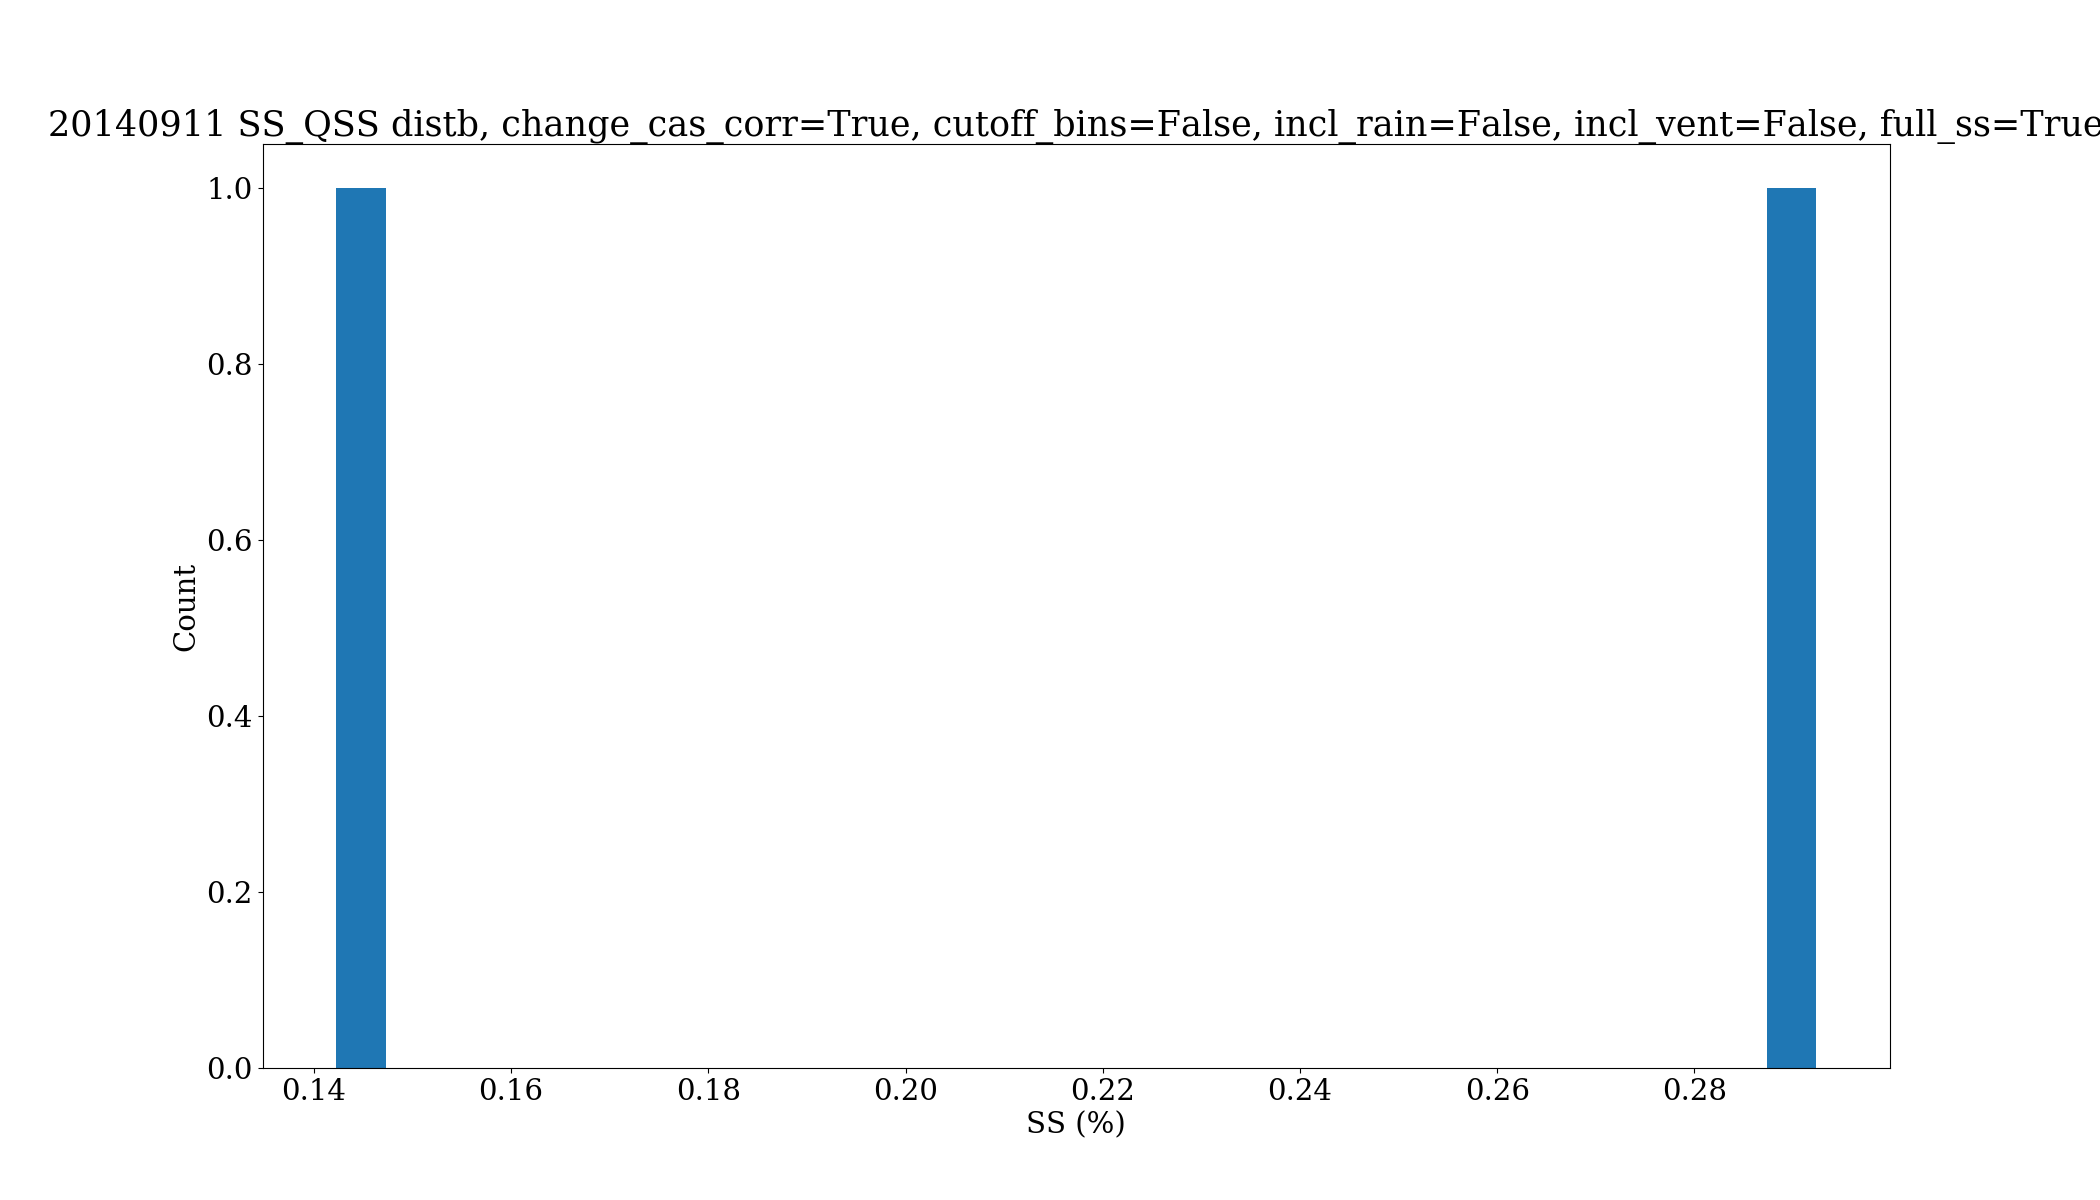 20140911 SS_QSS distb, change_cas_corr=True, cutoff_bins=False, incl_rain=False, incl_vent=False, full_ss=True
1.0
0.8
0.6
0.4
0.2
0.0
Count
0.14 0.16 0.18 0.20 0.22 0.24 0.26 0.28
SS (%)